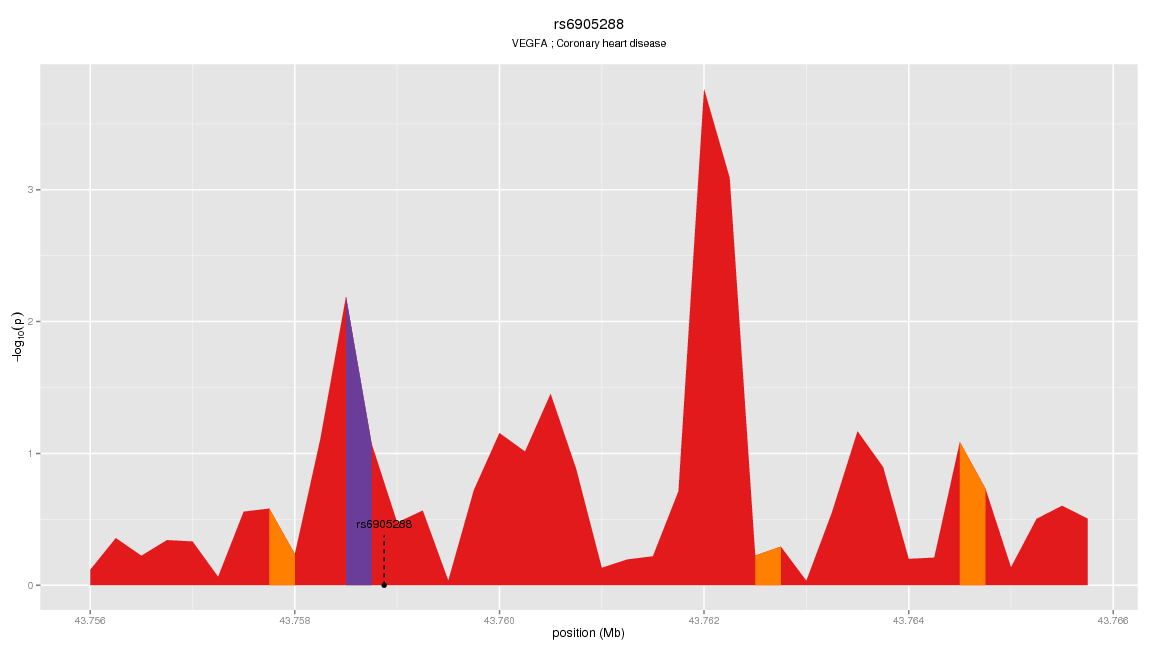 rs6905288
VEGFA ; Coronary heart disease
3
2
1
0
-log10(p)
rs6905288
43.756 43.758 43.760 43.762 43.764 43.766
position (Mb)